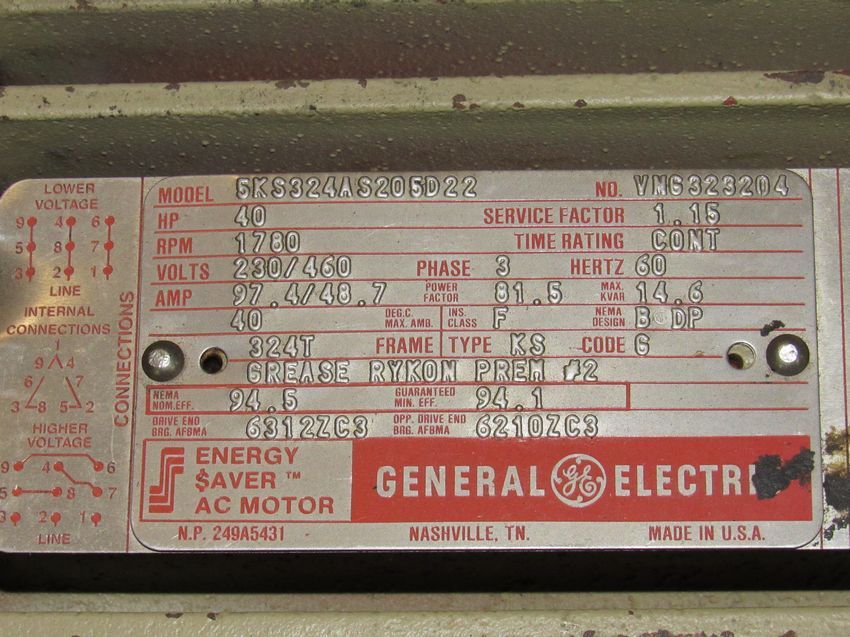 LOWER
VOLTAGE
9 4 6
5 8 7
3 2 1
LINE
INTERNAL
CONNECTIONS
1
9 4
6 7
3 8 5 2
HIGHER
VOLTAGE
9 4 6
5 8 7
3 2 1
LINE
CONNECTIONS
MODEL 5KS324AS205D22 NO. VMG323204
HP 40 SERVICE FACTOR 1.15
RPM 1780 TIME RATING CONT
VOLTS 230/460 PHASE 3 HERTZ 60
AMP 97.4/48.7 POWER FACTOR 81.5 MAX. KVAR 14.6
40 DEG.C. MAX. AMB. INS. CLASS F NEMA DESIGN B DP
324T FRAME TYPE KS CODE G
GREASE RYKON PREM #2
NEMA NOM.EFF. 94.5 GUARANTEED MIN. EFF. 94.1
DRIVE END BRG. AFBMA 6312ZC3 OPP. DRIVE END BRG. AFBMA 6210ZC3
ENERGY
$AVER™
AC MOTOR
GENERAL GE ELECTRI
N.P. 249A5431 NASHVILLE, TN. MADE IN U.S.A.